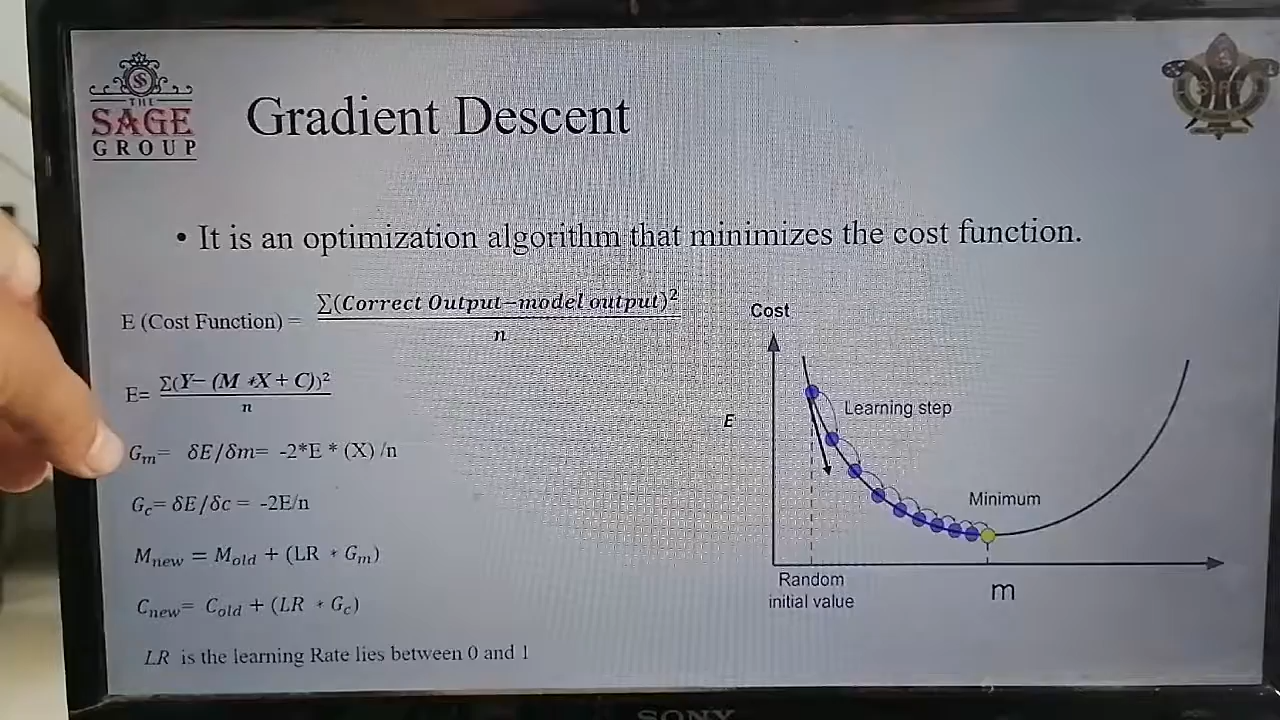 THE
SAGE
GROUP
Gradient Descent
• It is an optimization algorithm that minimizes the cost function.
E (Cost Function) = ∑(Correct Output−model output)² / n
E= Σ(Y− (M *X + C))² / n
Gₘ= δE/δm= -2*E * (X) /n
G꜀= δE/δc = -2E/n
Mnew = Mold + (LR * Gₘ)
Cnew= Cold + (LR * G꜀)
LR is the learning Rate lies between 0 and 1
Cost
E
Learning step
Minimum
Random
initial value
m
SONY